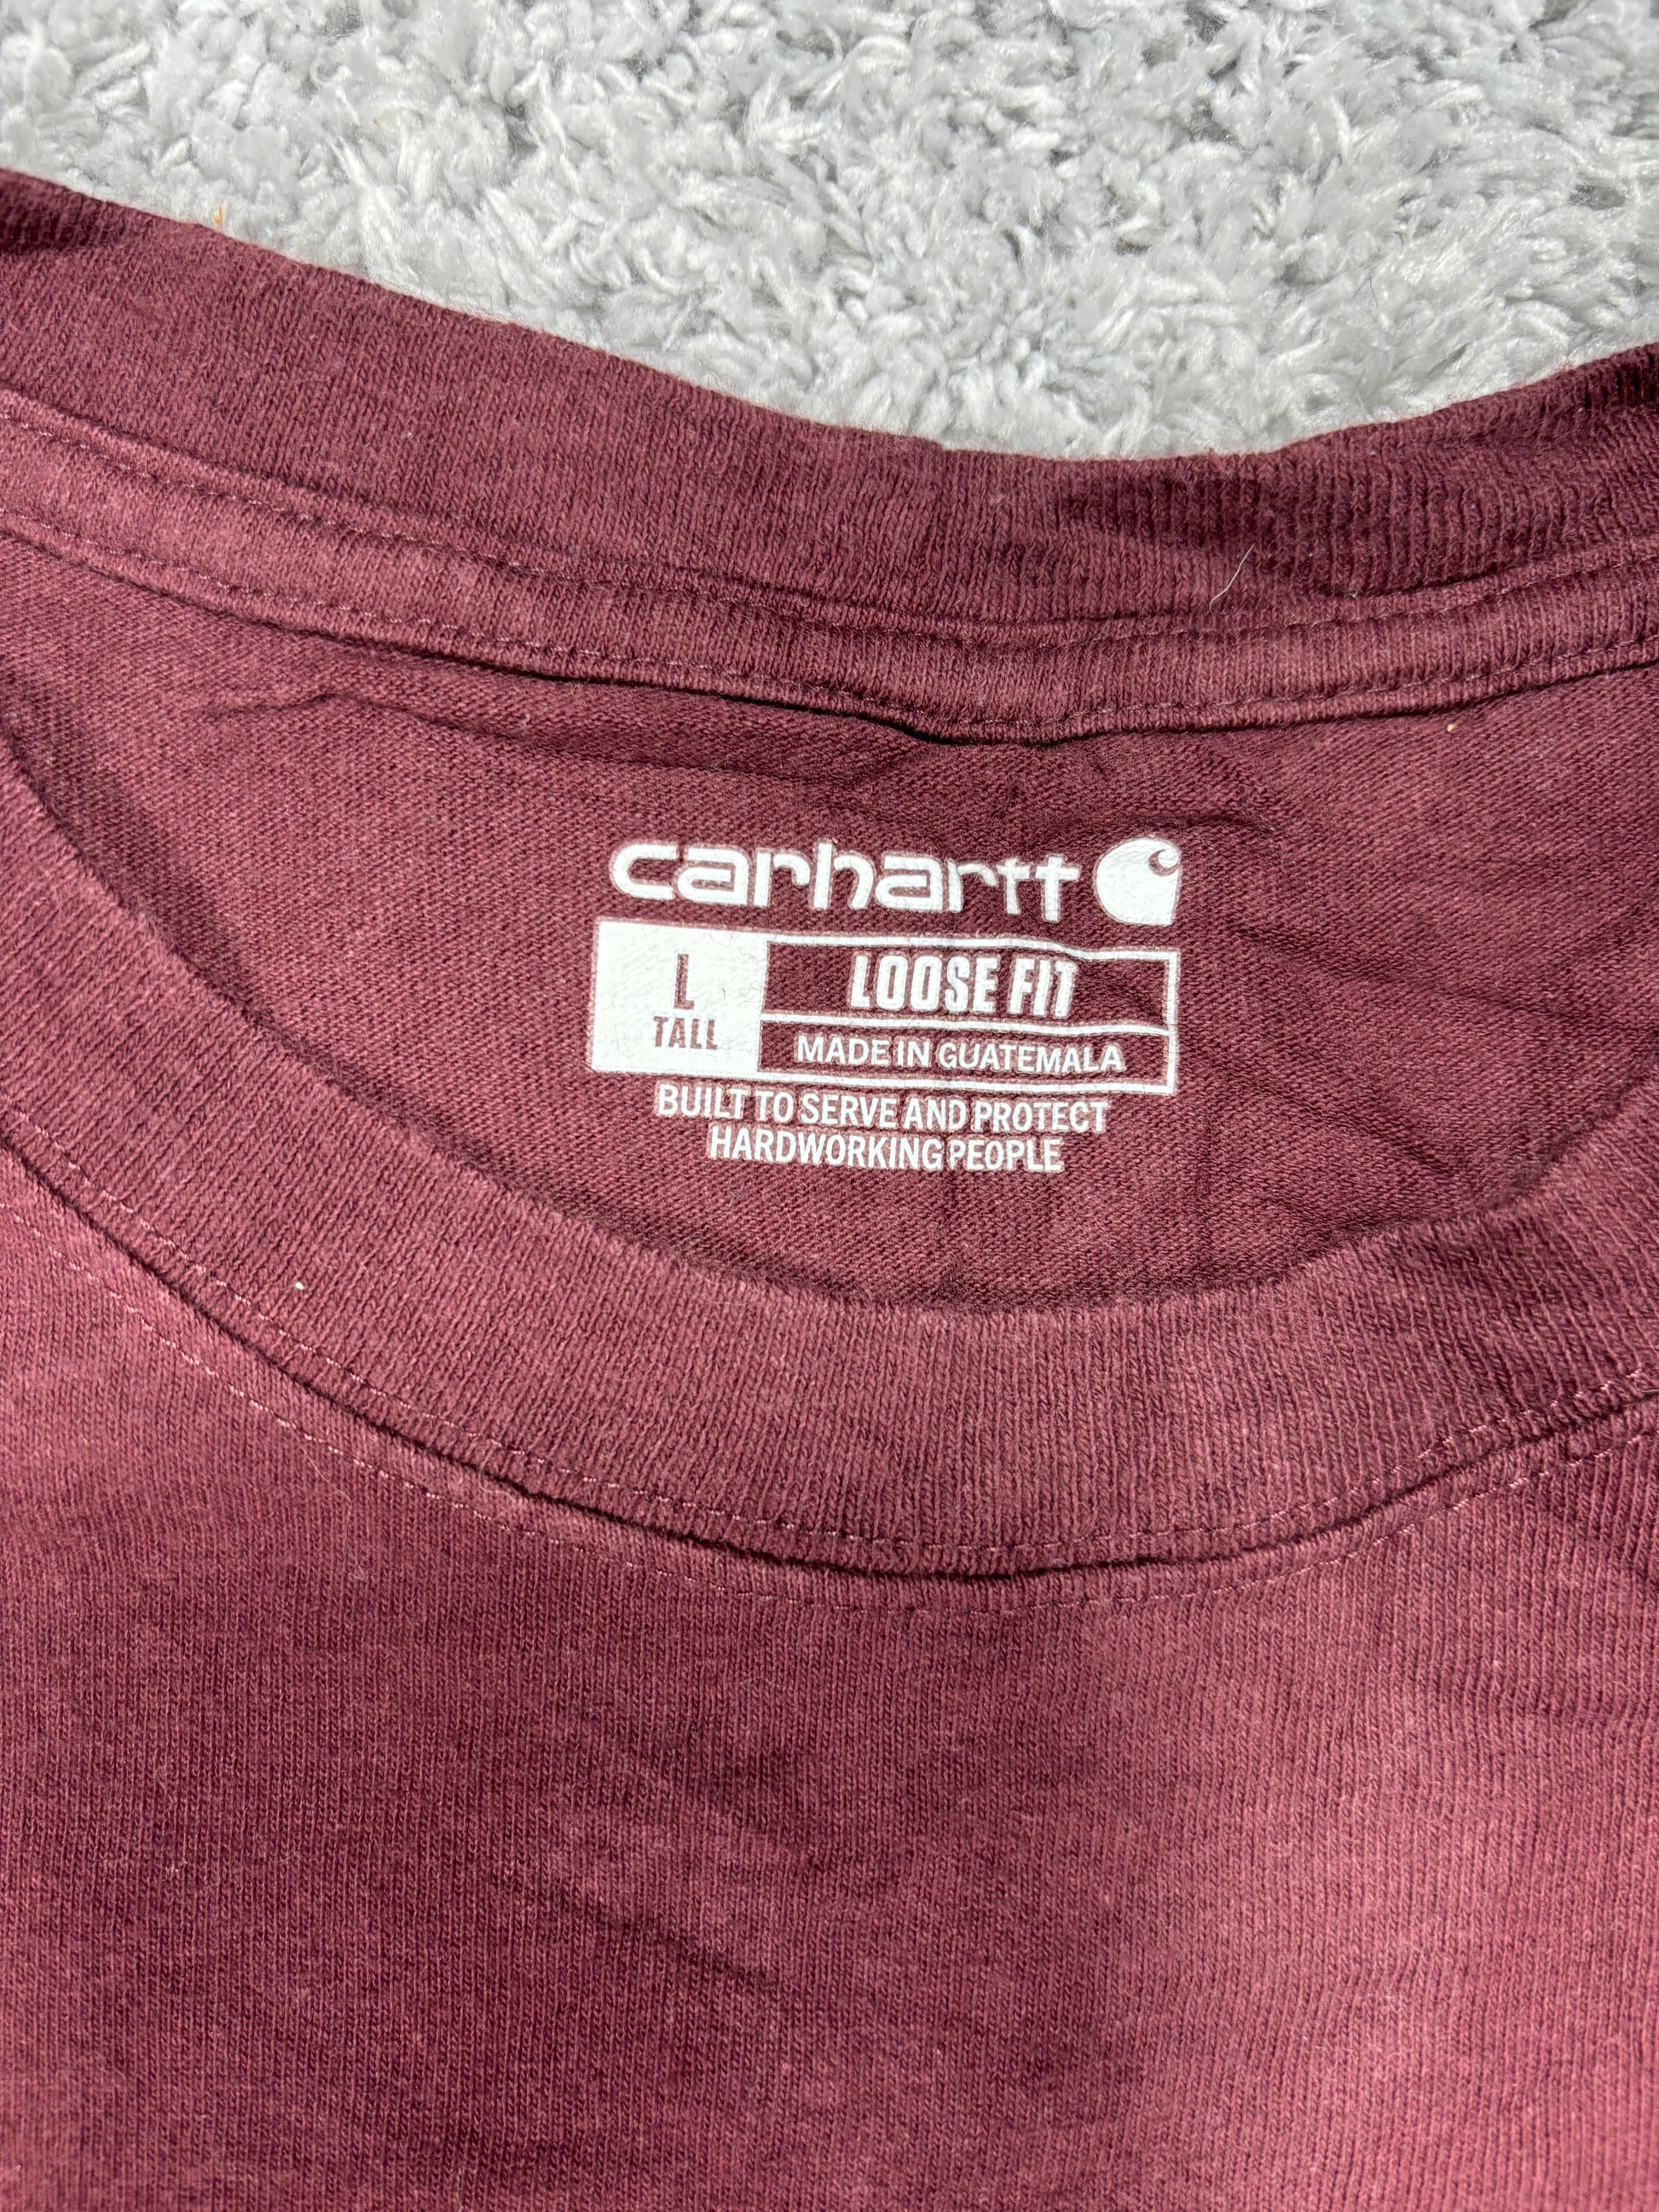 carhartt
L
TALL
LOOSE FIT
MADE IN GUATEMALA
BUILT TO SERVE AND PROTECT
HARDWORKING PEOPLE